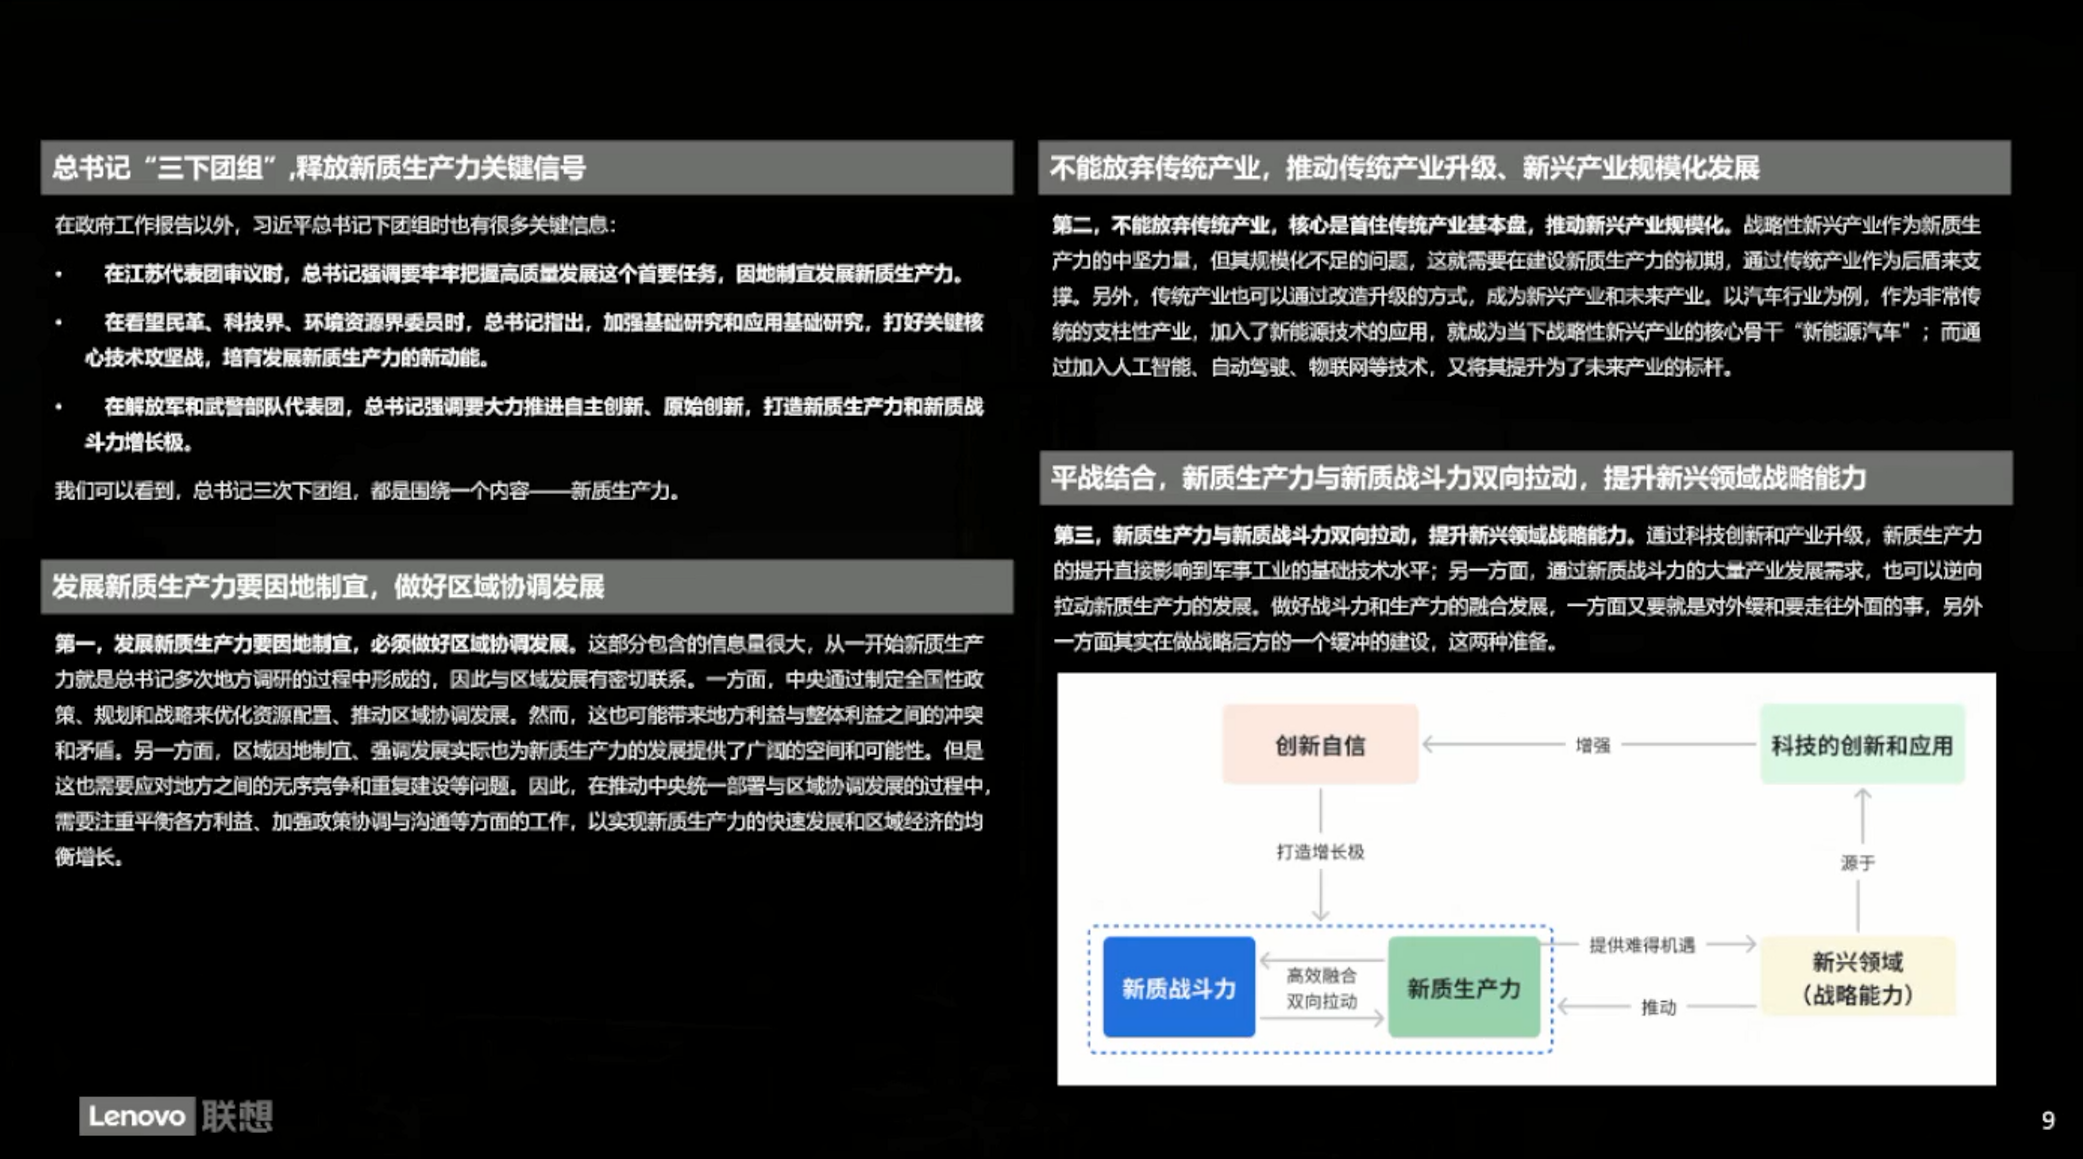 总书记“三下团组”,释放新质生产力关键信号
在政府工作报告以外，习近平总书记下团组时也有很多关键信息：
• 在江苏代表团审议时，总书记强调要牢牢把握高质量发展这个首要任务，因地制宜发展新质生产力。
• 在看望民革、科技界、环境资源界委员时，总书记指出，加强基础研究和应用基础研究，打好关键核
心技术攻坚战，培育发展新质生产力的新动能。
• 在解放军和武警部队代表团，总书记强调要大力推进自主创新、原始创新，打造新质生产力和新质战
斗力增长极。
我们可以看到，总书记三次下团组，都是围绕一个内容——新质生产力。
发展新质生产力要因地制宜，做好区域协调发展
第一，发展新质生产力要因地制宜，必须做好区域协调发展。这部分包含的信息量很大，从一开始新质生产
力就是总书记多次地方调研的过程中形成的，因此与区域发展有密切联系。一方面，中央通过制定全国性政
策、规划和战略来优化资源配置、推动区域协调发展。然而，这也可能带来地方利益与整体利益之间的冲突
和矛盾。另一方面，区域因地制宜、强调发展实际也为新质生产力的发展提供了广阔的空间和可能性。但是
这也需要应对地方之间的无序竞争和重复建设等问题。因此，在推动中央统一部署与区域协调发展的过程中，
需要注重平衡各方利益、加强政策协调与沟通等方面的工作，以实现新质生产力的快速发展和区域经济的均
衡增长。
不能放弃传统产业，推动传统产业升级、新兴产业规模化发展
第二，不能放弃传统产业，核心是首住传统产业基本盘，推动新兴产业规模化。战略性新兴产业作为新质生
产力的中坚力量，但其规模化不足的问题，这就需要在建设新质生产力的初期，通过传统产业作为后盾来支
撑。另外，传统产业也可以通过改造升级的方式，成为新兴产业和未来产业。以汽车行业为例，作为非常传
统的支柱性产业，加入了新能源技术的应用，就成为当下战略性新兴产业的核心骨干“新能源汽车”；而通
过加入人工智能、自动驾驶、物联网等技术，又将其提升为了未来产业的标杆。
平战结合，新质生产力与新质战斗力双向拉动，提升新兴领域战略能力
第三，新质生产力与新质战斗力双向拉动，提升新兴领域战略能力。通过科技创新和产业升级，新质生产力
的提升直接影响到军事工业的基础技术水平；另一方面，通过新质战斗力的大量产业发展需求，也可以逆向
拉动新质生产力的发展。做好战斗力和生产力的融合发展，一方面又要就是对外缓和要走往外面的事，另外
一方面其实在做战略后方的一个缓冲的建设，这两种准备。
创新自信
增强
科技的创新和应用
打造增长极
源于
新质战斗力
高效融合
双向拉动
新质生产力
提供难得机遇
推动
新兴领域
（战略能力）
Lenovo 联想
9